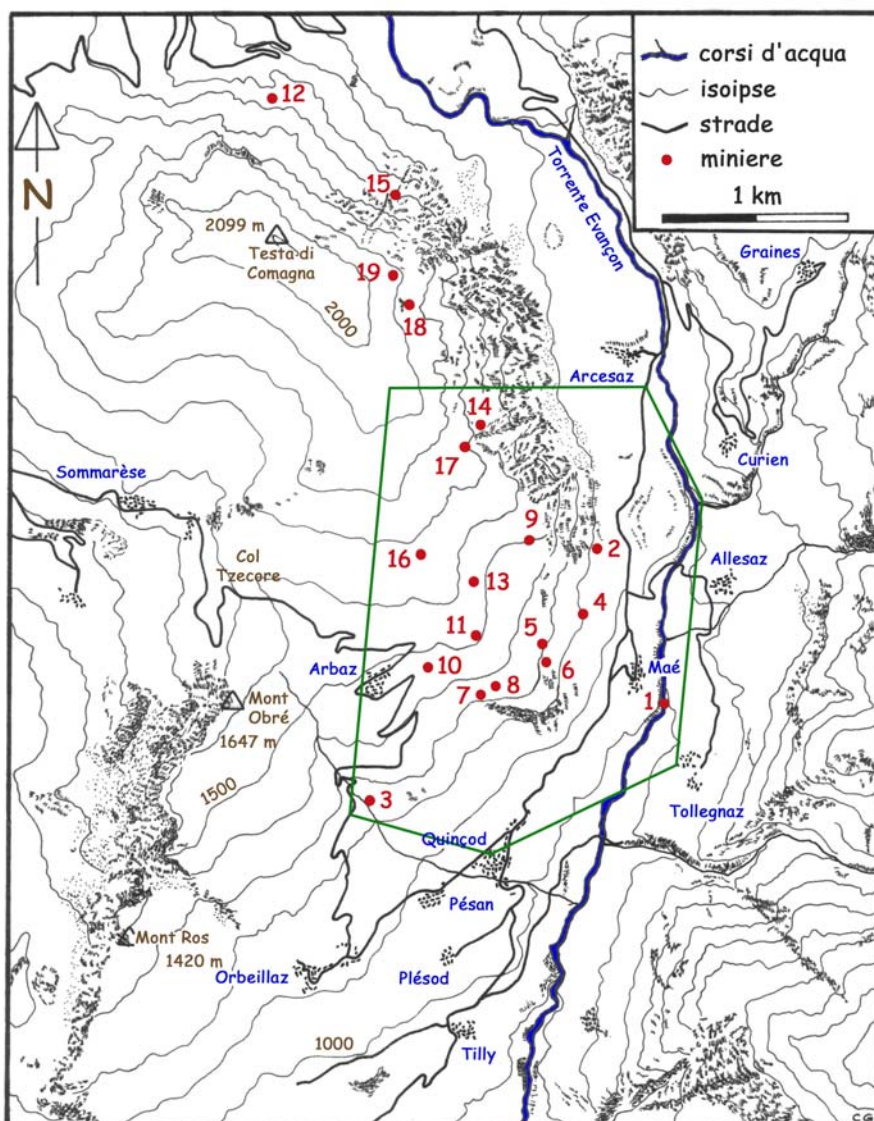 corsi d'acqua
isoipse
strade
miniere
1 km
N
12
15
2099 m
Testa di
Comagna
19
18
2000
Torrente Evançon
Graines
Arcesaz
14
17
Curien
Sommarèse
9
2
16
Col
Tzecore
Allesaz
13
4
11
5
6
Arbaz
10
Maé
8
7
1
Mont
Obré
1647 m
1500
3
Tollegnaz
Quinçod
Pésan
Mont Ros
1420 m
Orbeillaz
Plésod
1000
Tilly
CG